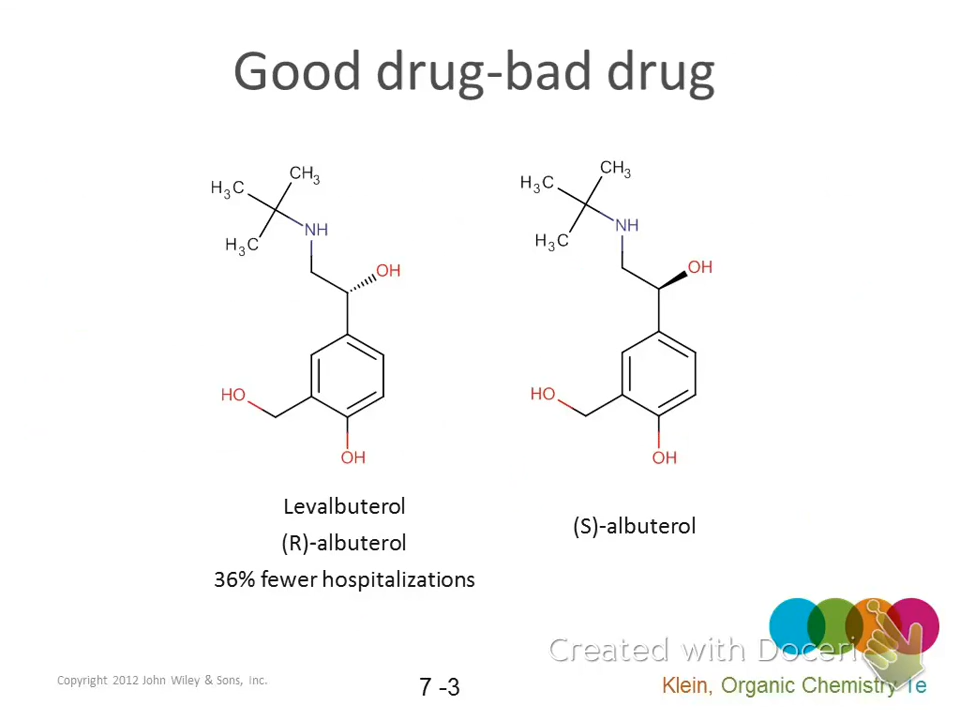 Good drug-bad drug
CH₃
H₃C
NH
H₃C
OH
HO
OH
CH₃
H₃C
NH
H₃C
OH
HO
OH
Levalbuterol
(R)-albuterol
36% fewer hospitalizations
(S)-albuterol
Created with Doceri
Copyright 2012 John Wiley & Sons, Inc.
7 -3
Klein, Organic Chemistry 1e